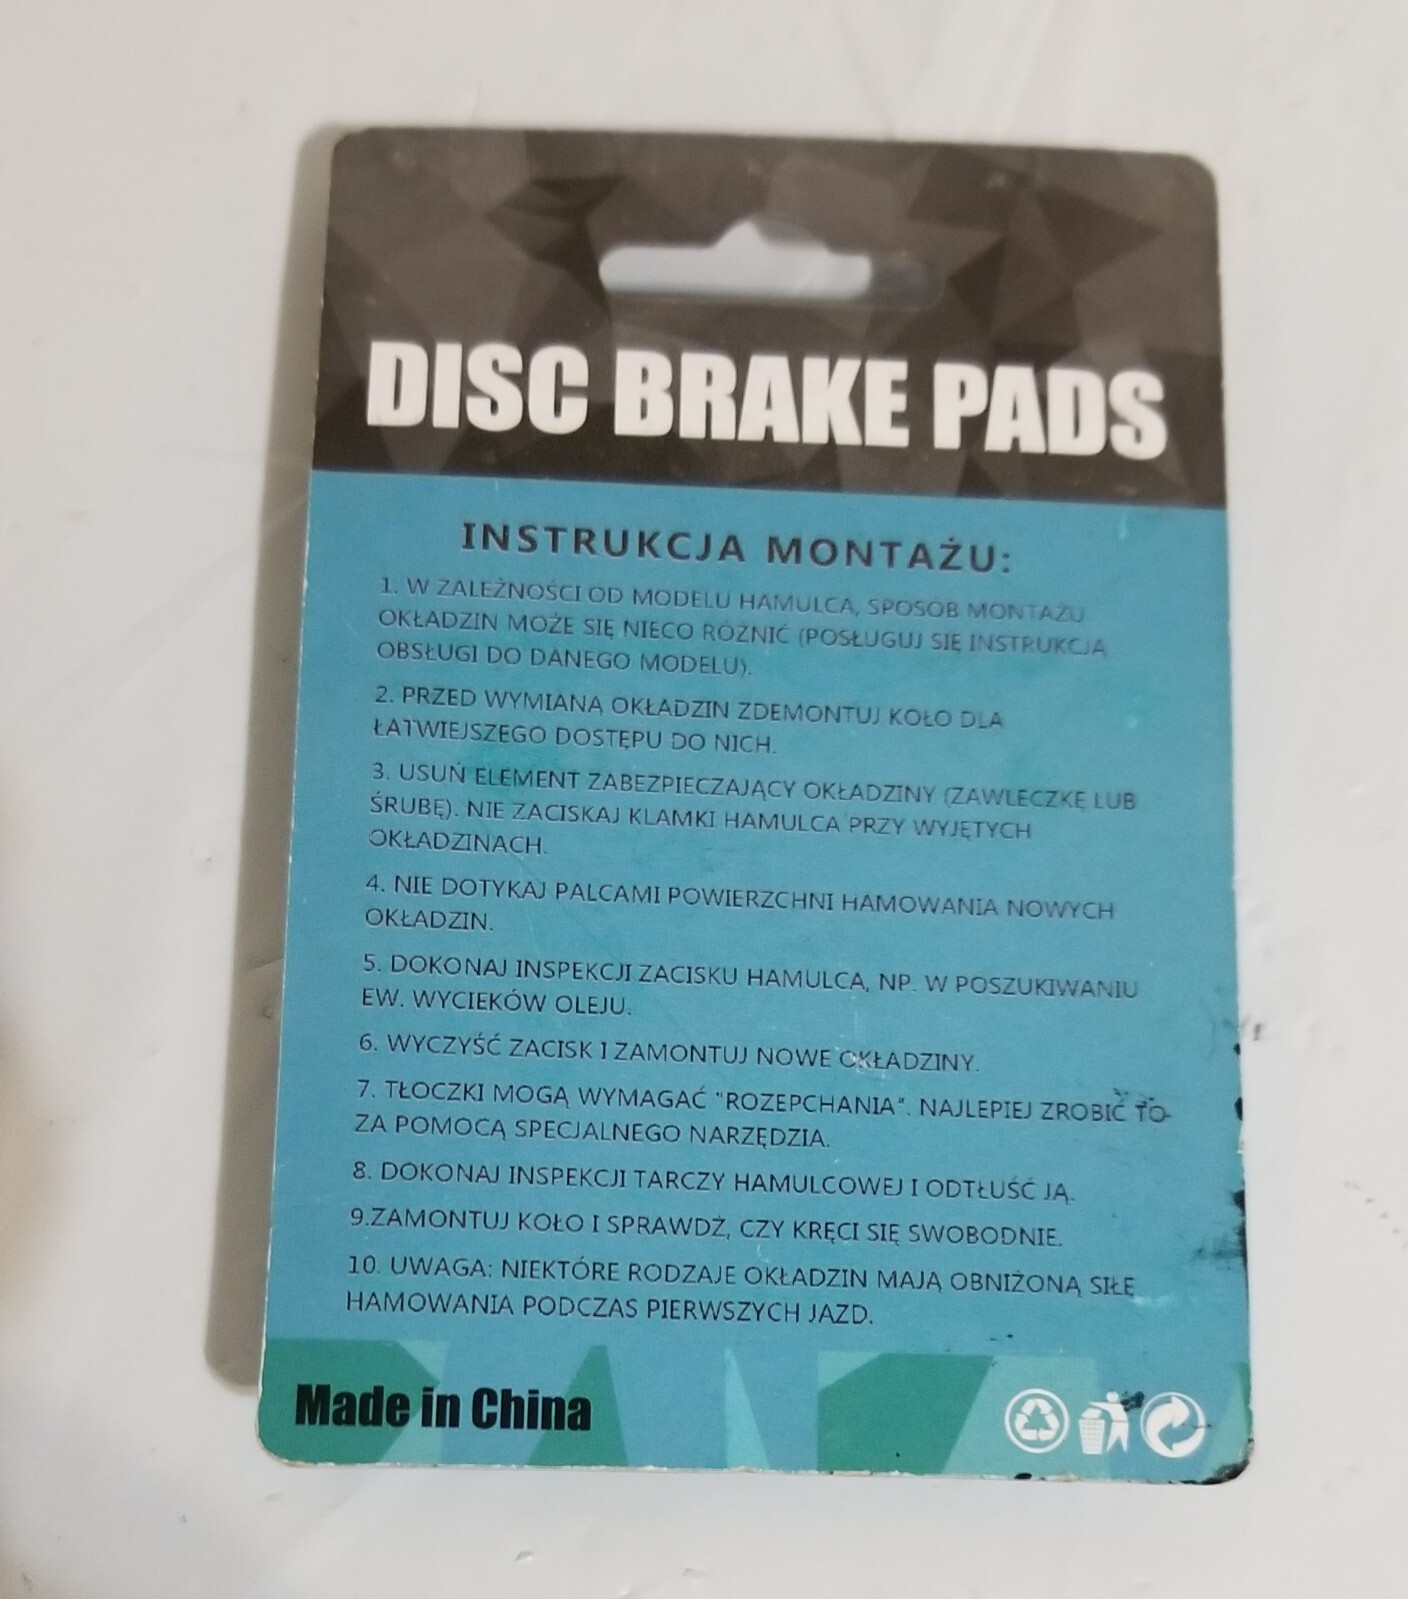 DISC BRAKE PADS
INSTRUKCJA MONTAŻU:
1. W ZALEŻNOŚCI OD MODELU HAMULCA, SPOSÓB MONTAŻU
OKŁADZIN MOŻE SIĘ NIECO RÓŻNIĆ (POSŁUGUJ SIĘ INSTRUKCJA
OBSŁUGI DO DANEGO MODELU).
2. PRZED WYMIANĄ OKŁADZIN ZDEMONTUJ KOŁO DLA
ŁATWIEJSZEGO DOSTĘPU DO NICH.
3. USUŃ ELEMENT ZABEZPIECZAJĄCY OKŁADZINY (ZAWLECZKĘ LUB
ŚRUBĘ). NIE ZACISKAJ KLAMKI HAMULCA PRZY WYJĘTYCH
OKŁADZINACH.
4. NIE DOTYKAJ PALCAMI POWIERZCHNI HAMOWANIA NOWYCH
OKŁADZIN.
5. DOKONAJ INSPEKCJI ZACISKU HAMULCA, NP. W POSZUKIWANIU
EW. WYCIEKÓW OLEJU.
6. WYCZYŚĆ ZACISK I ZAMONTUJ NOWE OKŁADZINY.
7. TŁOCZKI MOGĄ WYMAGAĆ "ROZEPCHANIA". NAJLEPIEJ ZROBIĆ TO
ZA POMOCĄ SPECJALNEGO NARZĘDZIA.
8. DOKONAJ INSPEKCJI TARCZY HAMULCOWEJ I ODTŁUŚĆ JĄ.
9.ZAMONTUJ KOŁO I SPRAWDŹ, CZY KRĘCI SIĘ SWOBODNIE.
10. UWAGA: NIEKTÓRE RODZAJE OKŁADZIN MAJĄ OBNIŻONĄ SIŁĘ
HAMOWANIA PODCZAS PIERWSZYCH JAZD.
Made in China